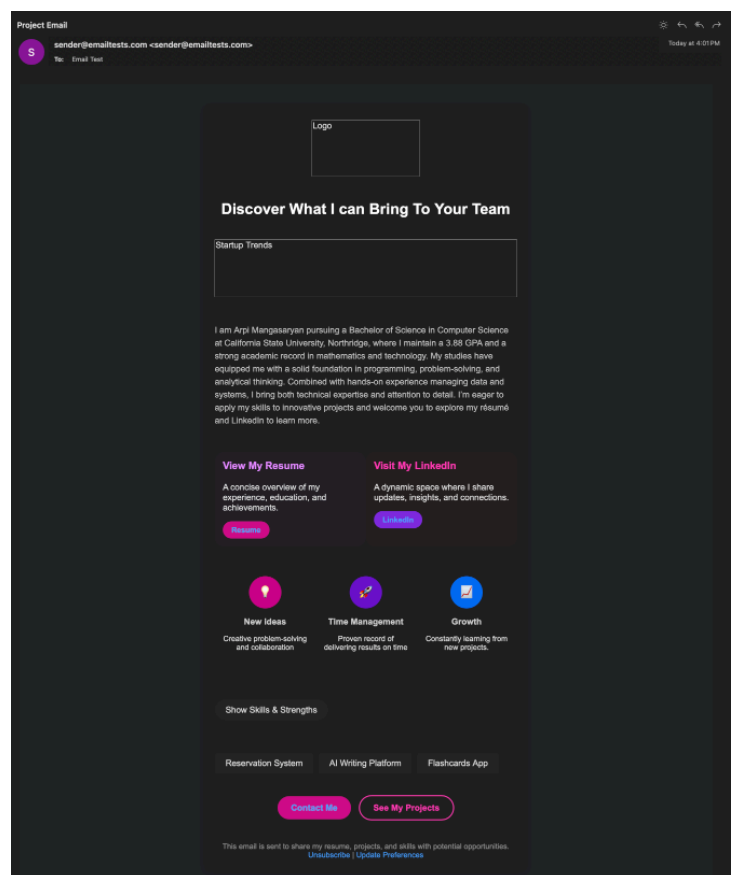 Project Email
S
sender@emailtests.com <sender@emailtests.com>
Today at 4:01PM
To: Email Test
Logo
Discover What I can Bring To Your Team
Startup Trends
I am Arpi Mangasaryan pursuing a Bachelor of Science in Computer Science
at California State University, Northridge, where I maintain a 3.88 GPA and a
strong academic record in mathematics and technology. My studies have
equipped me with a solid foundation in programming, problem-solving, and
analytical thinking. Combined with hands-on experience managing data and
systems, I bring both technical expertise and attention to detail. I'm eager to
apply my skills to innovative projects and welcome you to explore my résumé
and LinkedIn to learn more.
View My Resume
A concise overview of my
experience, education, and
achievements.
Resume
Visit My LinkedIn
A dynamic space where I share
updates, insights, and connections.
LinkedIn
New Ideas
Creative problem-solving
and collaboration
Time Management
Proven record of
delivering results on time
Growth
Constantly learning from
new projects.
Show Skills & Strengths
Reservation System
AI Writing Platform
Flashcards App
Contact Me
See My Projects
This email is sent to share my resume, projects, and skills with potential opportunities.
Unsubscribe | Update Preferences